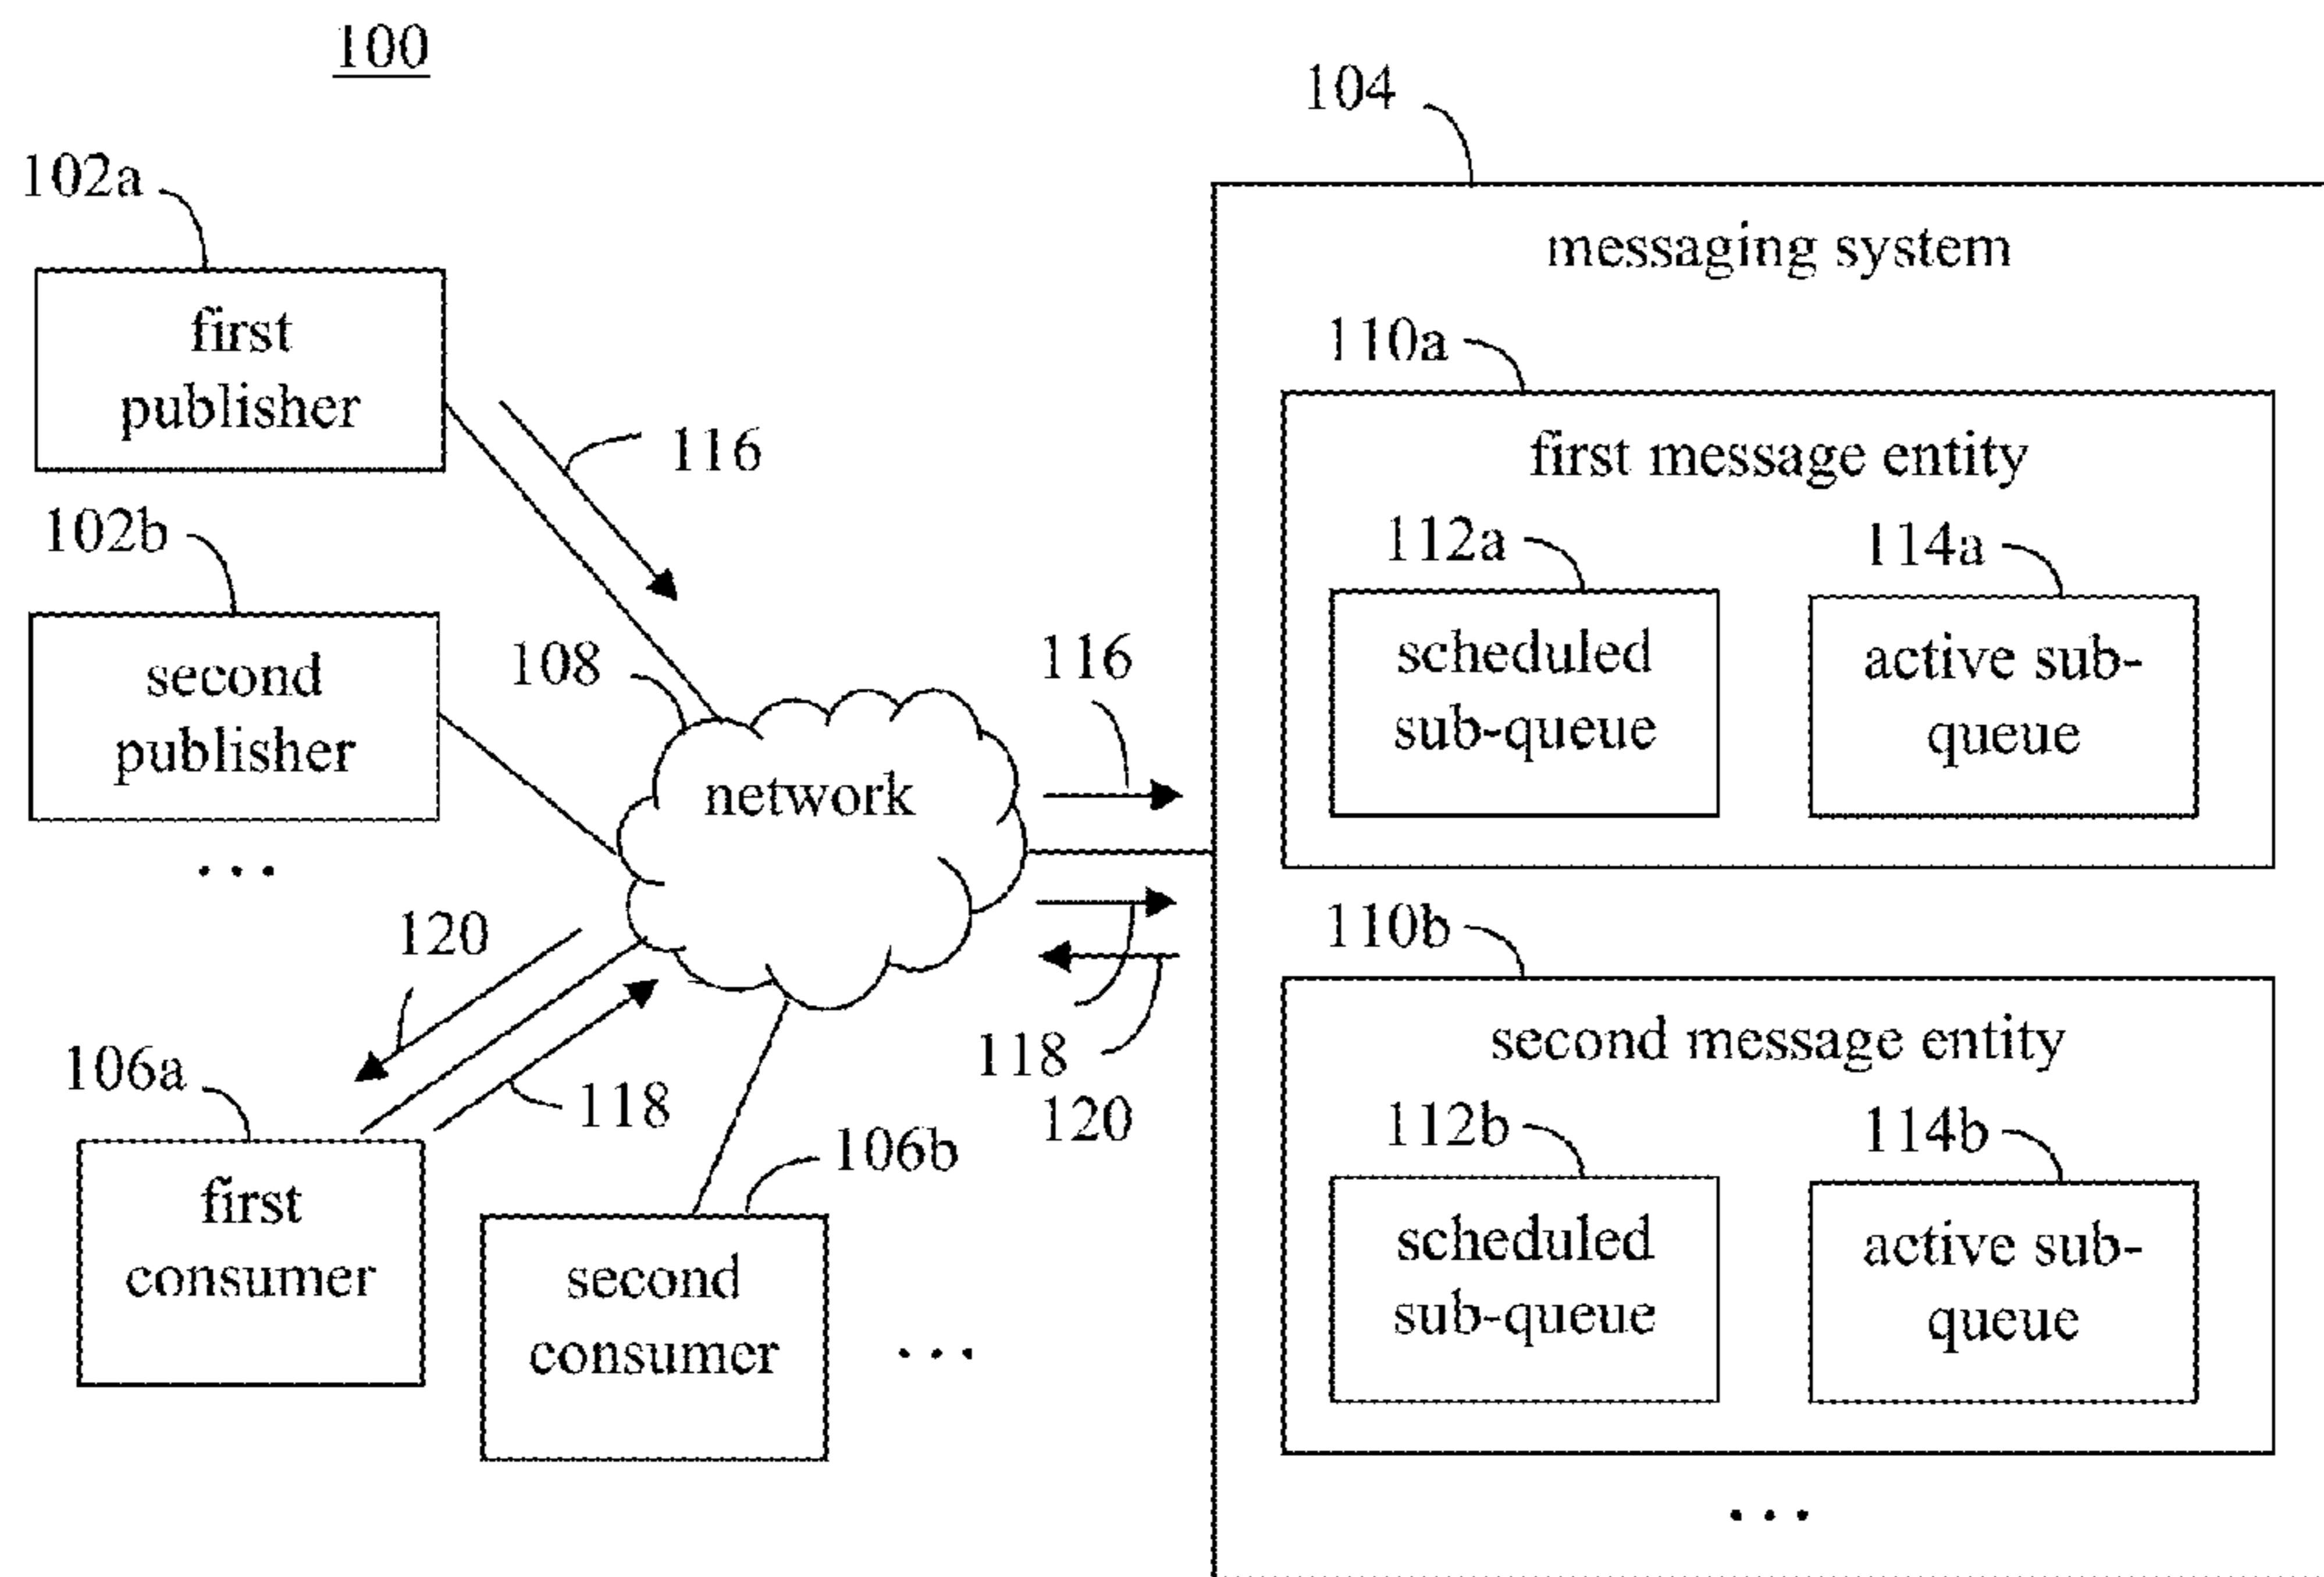 100
104
102a
messaging system
first
publisher
110a
116
first message entity
102b
112a
114a
second
publisher
108
116
scheduled
sub-queue
active sub-
queue
network
...
120
110b
118
120
second message entity
106a
118
112b
114b
106b
first
consumer
scheduled
sub-queue
active sub-
queue
second
consumer
...
...